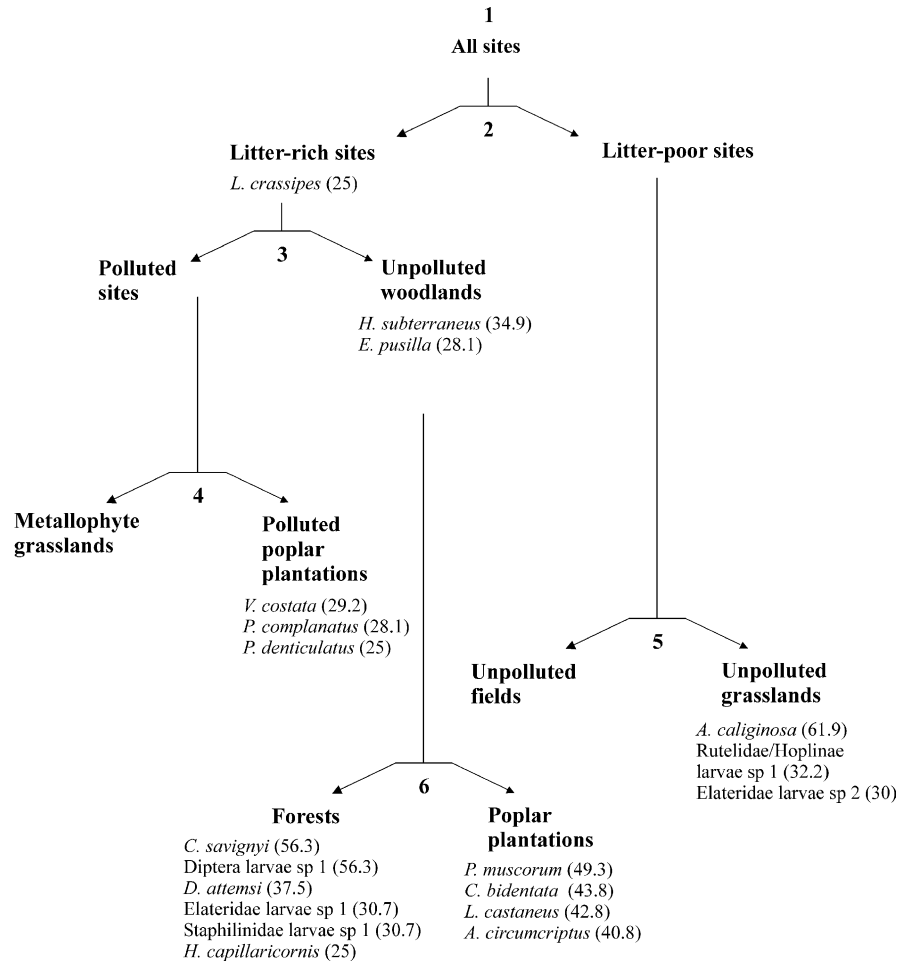 1
All sites
2
Litter-rich sites
L. crassipes (25)
Litter-poor sites
3
Polluted
sites
Unpolluted
woodlands
H. subterraneus (34.9)
E. pusilla (28.1)
4
Metallophyte
grasslands
Polluted
poplar
plantations
V. costata (29.2)
P. complanatus (28.1)
P. denticulatus (25)
5
Unpolluted
fields
Unpolluted
grasslands
A. caliginosa (61.9)
Rutelidae/Hoplinae
larvae sp 1 (32.2)
Elateridae larvae sp 2 (30)
6
Forests
C. savignyi (56.3)
Diptera larvae sp 1 (56.3)
D. attemsi (37.5)
Elateridae larvae sp 1 (30.7)
Staphilinidae larvae sp 1 (30.7)
H. capillaricornis (25)
Poplar
plantations
P. muscorum (49.3)
C. bidentata (43.8)
L. castaneus (42.8)
A. circumcriptus (40.8)